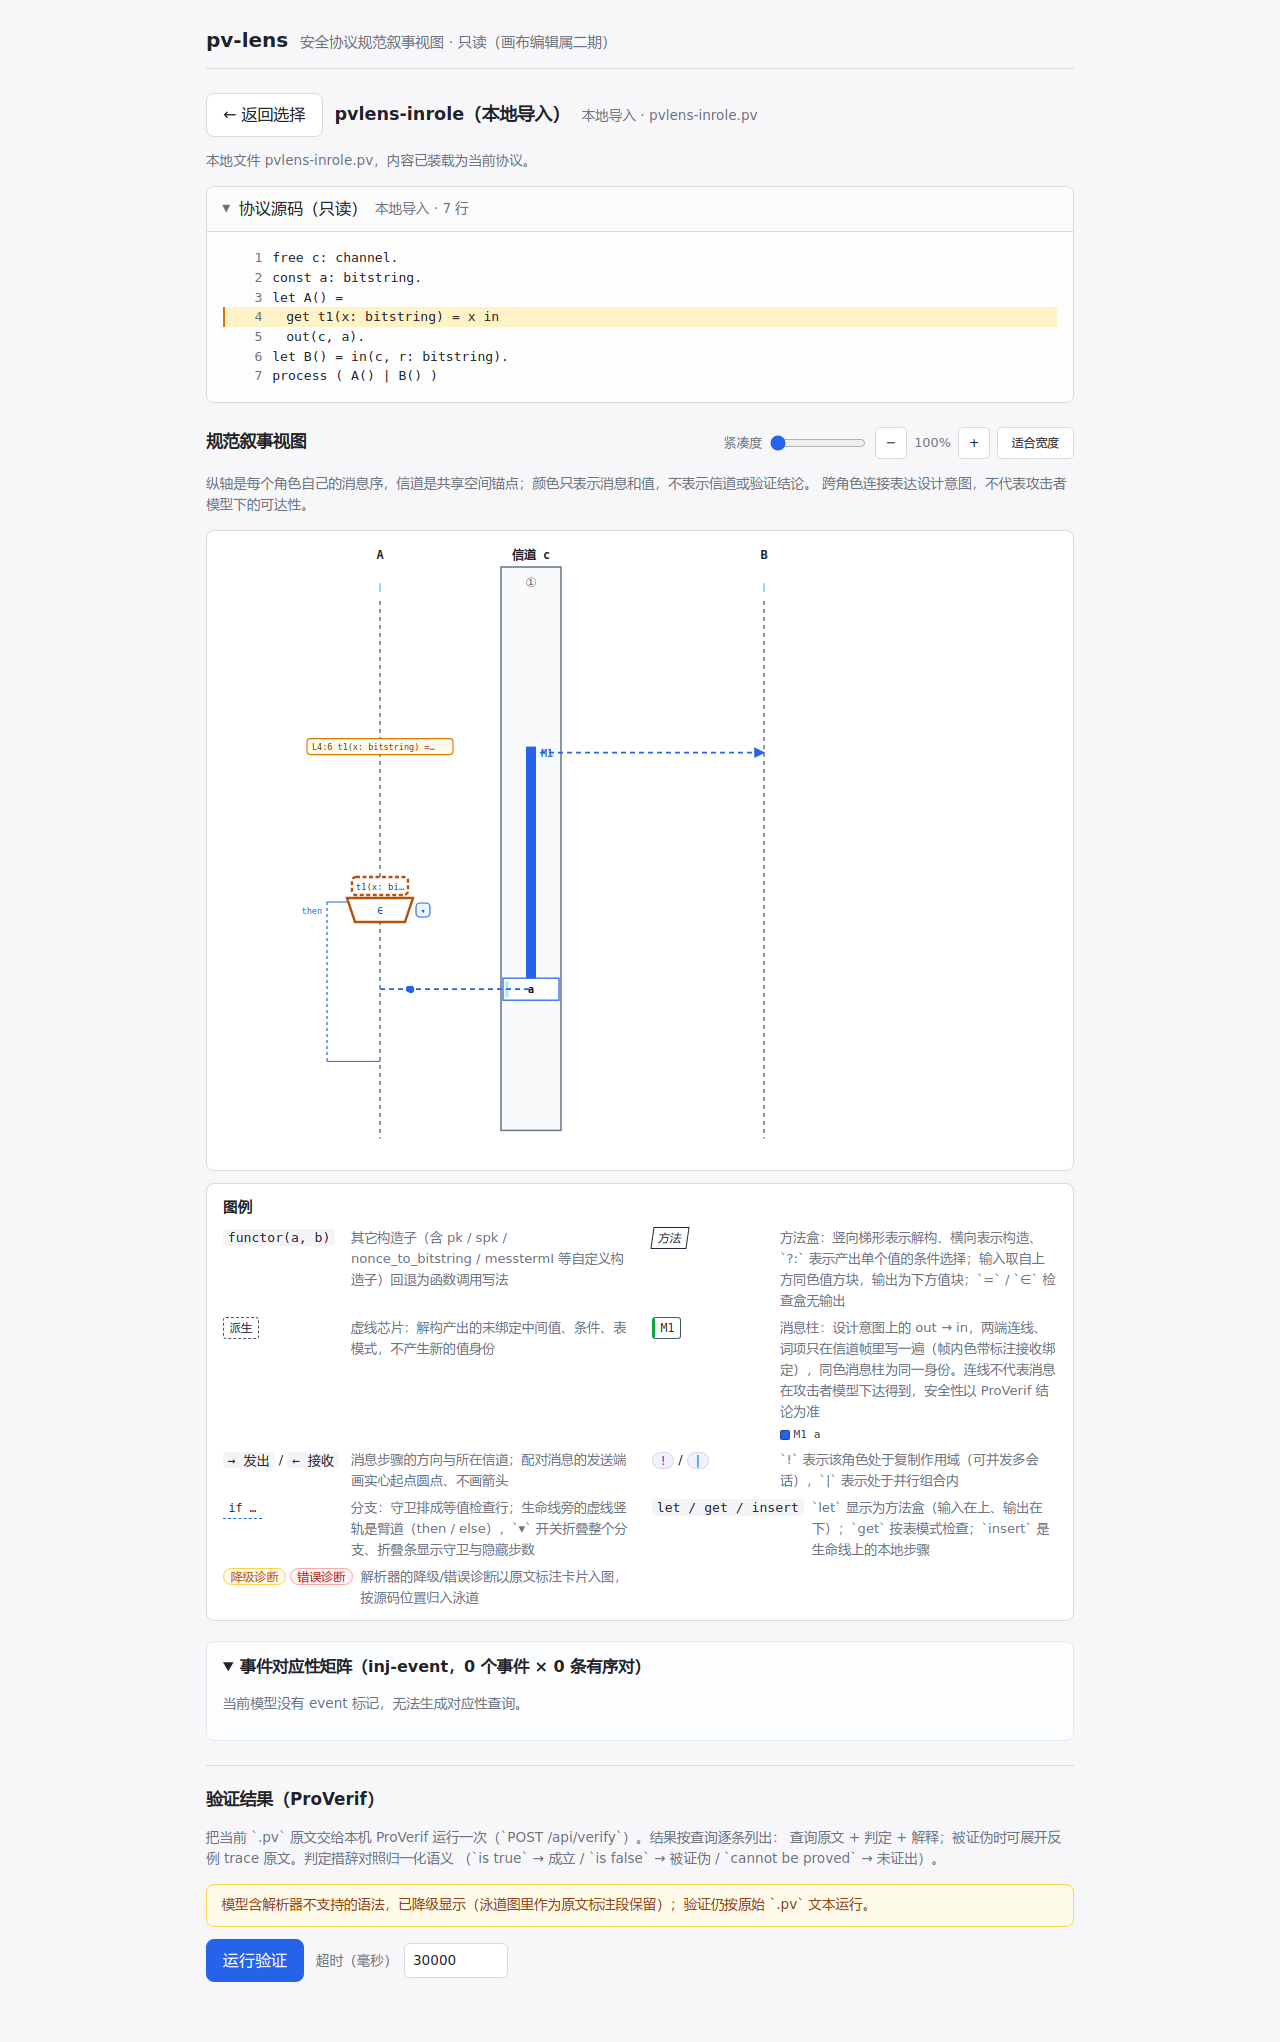 pv-lens 安全协议规范叙事视图 · 只读（画布编辑属二期）
← 返回选择 pvlens-inrole（本地导入） 本地导入 · pvlens-inrole.pv
本地文件 pvlens-inrole.pv，内容已装载为当前协议。
▼ 协议源码（只读） 本地导入 · 7 行
1 free c: channel.
2 const a: bitstring.
3 let A() =
4   get t1(x: bitstring) = x in
5   out(c, a).
6 let B() = in(c, r: bitstring).
7 process ( A() | B() )
规范叙事视图 紧凑度 − 100% + 适合宽度
纵轴是每个角色自己的消息序，信道是共享空间锚点；颜色只表示消息和值，不表示信道或验证结论。 跨角色连接表达设计意图，不代表攻击者
模型下的可达性。
A 信道 c B
| ① |
L4:6 t1(x: bitstring) =… M1
t1(x: bi…
then ∈ ▾
a
图例
functor(a, b) 其它构造子（含 pk / spk /
nonce_to_bitstring / messtermI 等自定义构
造子）回退为函数调用写法
方法 方法盒：竖向梯形表示解构、横向表示构造、
`?:` 表示产出单个值的条件选择；输入取自上
方同色值方块，输出为下方值块；`=` / `∈` 检
查盒无输出
派生 虚线芯片：解构产出的未绑定中间值、条件、表
模式，不产生新的值身份
M1 消息柱：设计意图上的 out → in，两端连线、
词项只在信道帧里写一遍（帧内色带标注接收绑
定），同色消息柱为同一身份。连线不代表消息
在攻击者模型下达得到，安全性以 ProVerif 结
论为准
M1 a
→ 发出 / ← 接收 消息步骤的方向与所在信道；配对消息的发送端
画实心起点圆点、不画箭头
! / | `!` 表示该角色处于复制作用域（可并发多会
话），`|` 表示处于并行组合内
if … 分支：守卫排成等值检查行；生命线旁的虚线竖
轨是臂道（then / else），`▾` 开关折叠整个分
支、折叠条显示守卫与隐藏步数
let / get / insert `let` 显示为方法盒（输入在上、输出在
下）；`get` 按表模式检查；`insert` 是
生命线上的本地步骤
降级诊断 错误诊断 解析器的降级/错误诊断以原文标注卡片入图，
按源码位置归入泳道
▼ 事件对应性矩阵（inj-event，0 个事件 × 0 条有序对）
当前模型没有 event 标记，无法生成对应性查询。
验证结果（ProVerif）
把当前 `.pv` 原文交给本机 ProVerif 运行一次（`POST /api/verify`）。结果按查询逐条列出： 查询原文 + 判定 + 解释；被证伪时可展开反
例 trace 原文。判定措辞对照归一化语义 （`is true` → 成立 / `is false` → 被证伪 / `cannot be proved` → 未证出）。
模型含解析器不支持的语法，已降级显示（泳道图里作为原文标注段保留）；验证仍按原始 `.pv` 文本运行。
运行验证 超时（毫秒） 30000